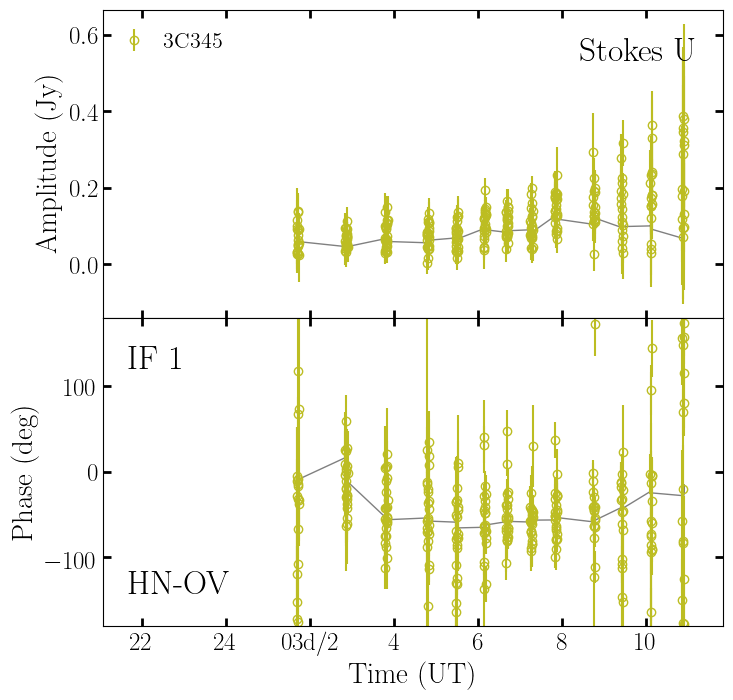 3C345
Stokes U
0.6
0.4
0.2
0.0
Amplitude (Jy)
IF 1
HN-OV
100
0
−100
Phase (deg)
22 24 03d/2 4 6 8 10
Time (UT)